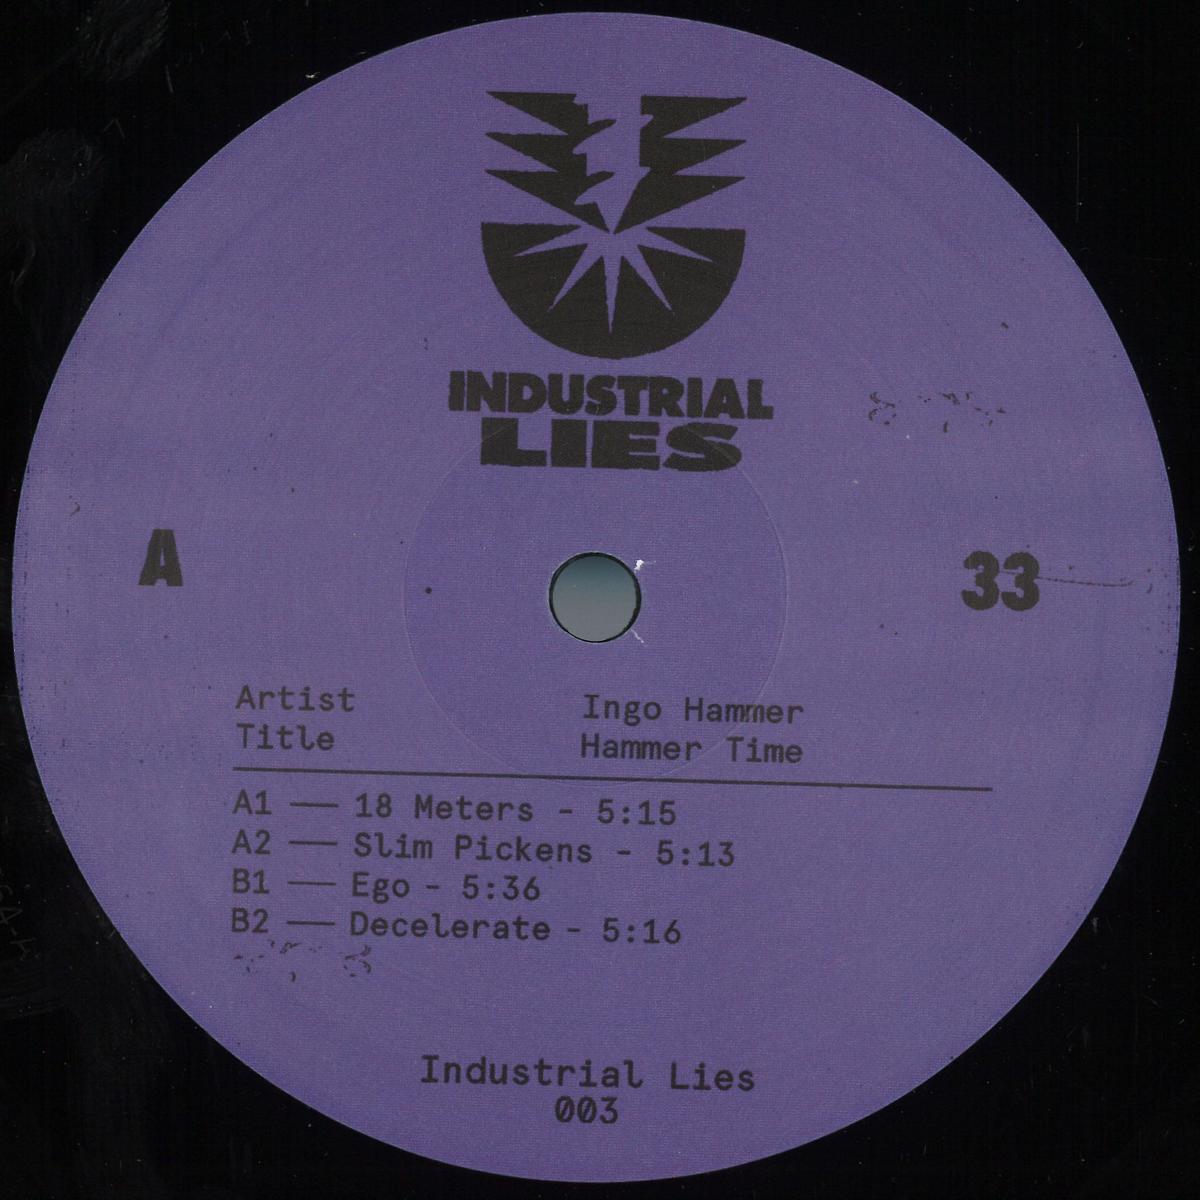 INDUSTRIAL
LIES
A
33
Artist Ingo Hammer
Title Hammer Time
A1 — 18 Meters - 5:15
A2 — Slim Pickens - 5:13
B1 — Ego - 5:36
B2 — Decelerate - 5:16
Industrial Lies
003